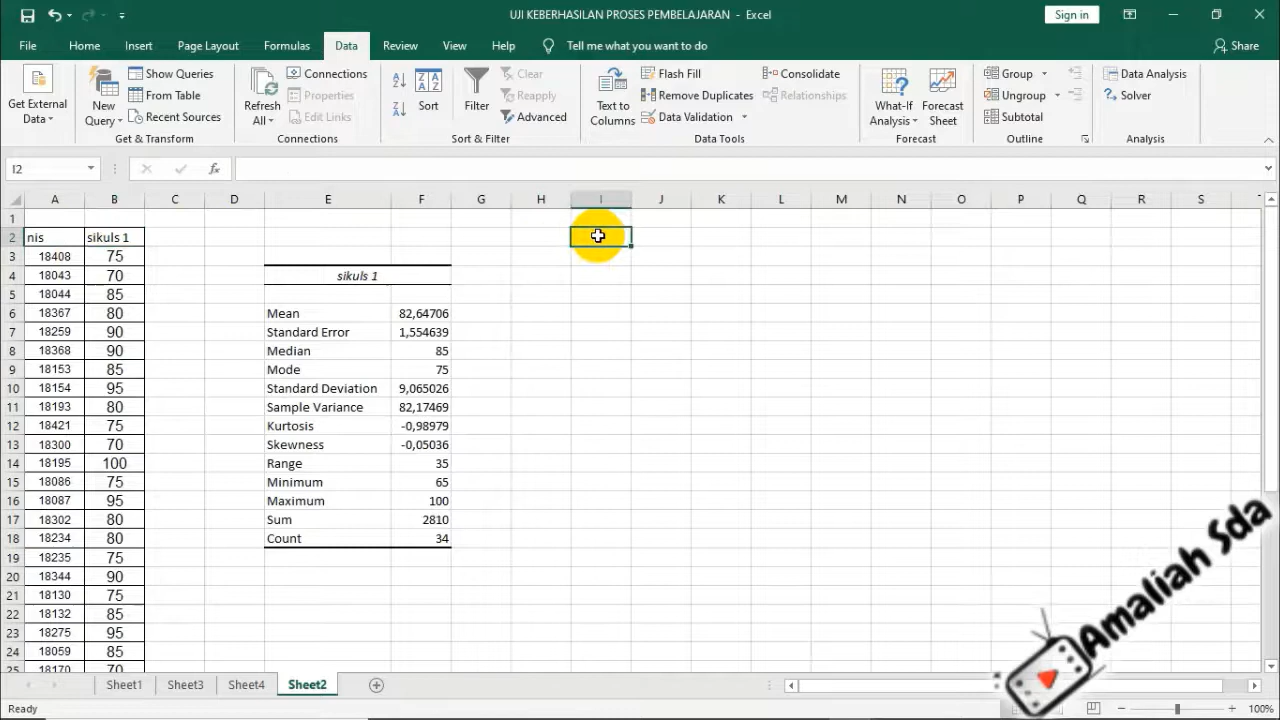 UJI KEBERHASILAN PROSES PEMBELAJARAN - Excel
Sign in
File Home Insert Page Layout Formulas Data Review View Help Tell me what you want to do Share
Get External Data
New Query
Show Queries
From Table
Recent Sources
Get & Transform
Refresh All
Connections
Properties
Edit Links
Connections
Sort
Filter
Clear
Reapply
Advanced
Sort & Filter
Text to Columns
Flash Fill
Remove Duplicates
Data Validation
Consolidate
Relationships
Data Tools
What-If Analysis
Forecast Sheet
Forecast
Group
Ungroup
Subtotal
Outline
Data Analysis
Solver
Analysis
I2 fx
A B C D E F G H I J K L M N O P Q R S
1
2 nis sikuls 1
3 18408 75
4 18043 70 sikuls 1
5 18044 85
6 18367 80 Mean 82,64706
7 18259 90 Standard Error 1,554639
8 18368 90 Median 85
9 18153 85 Mode 75
10 18154 95 Standard Deviation 9,065026
11 18193 80 Sample Variance 82,17469
12 18421 75 Kurtosis -0,98979
13 18300 70 Skewness -0,05036
14 18195 100 Range 35
15 18086 75 Minimum 65
16 18087 95 Maximum 100
17 18302 80 Sum 2810
18 18234 80 Count 34
19 18235 75
20 18344 90
21 18130 75
22 18132 85
23 18275 95
24 18059 85
25 18170 70
Amaliah Sda
Sheet1 Sheet3 Sheet4 Sheet2
Ready 100%